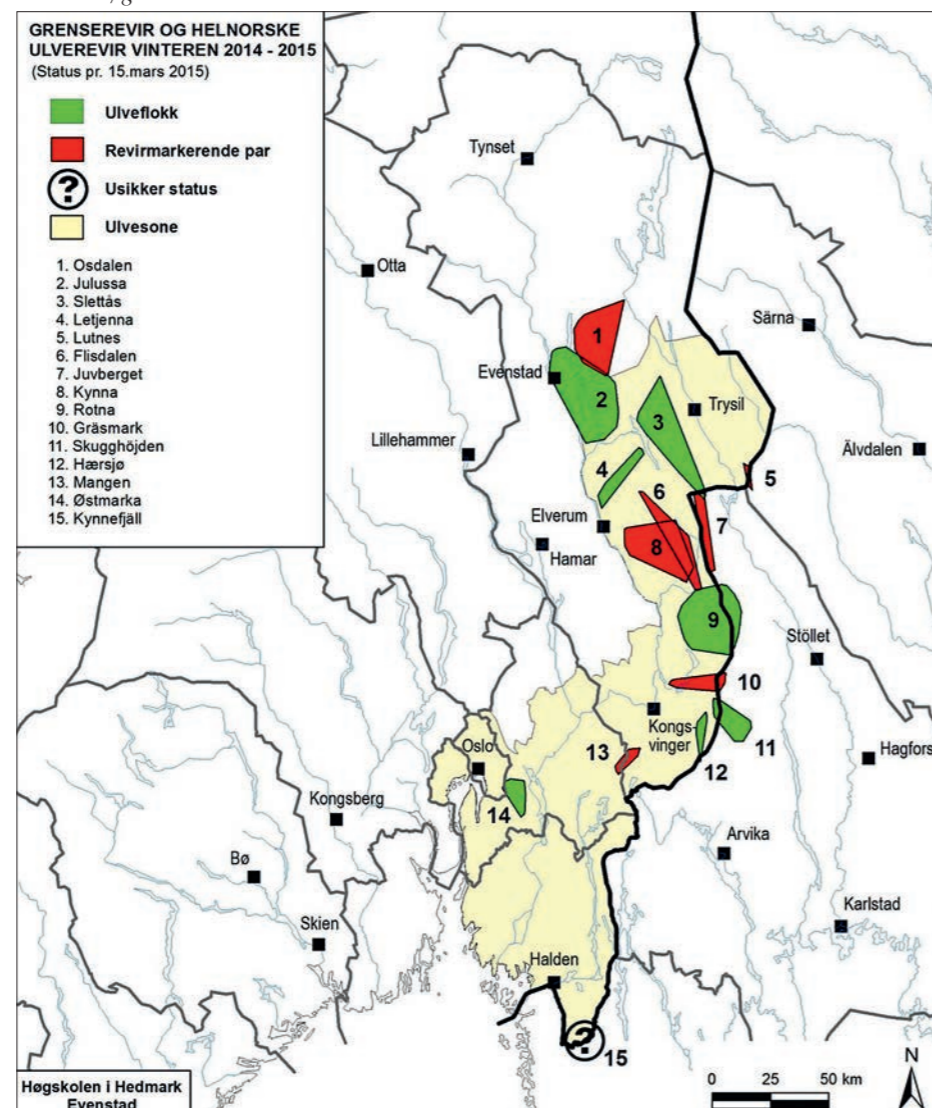 GRENSEREVIR OG HELNORSKE
ULVEREVIR VINTEREN 2014 - 2015
(Status pr. 15.mars 2015)
Ulveflokk
Revirmarkerende par
? Usikker status
Ulvesone
1. Osdalen
2. Julussa
3. Slettås
4. Letjenna
5. Lutnes
6. Flisdalen
7. Juvberget
8. Kynna
9. Rotna
10. Gräsmark
11. Skugghöjden
12. Hærsjø
13. Mangen
14. Østmarka
15. Kynnefjäll
Tynset
Otta
Särna
1
Evenstad
2
3
Trysil
Lillehammer
Älvdalen
4
5
6
Elverum
7
Hamar
8
9
Stöllet
10
Kongs-
vinger
11
Oslo
13
12
Hagfors
14
Kongsberg
Arvika
Bø
Karlstad
Skien
Halden
?
15
N
0 25 50 km
Høgskolen i Hedmark
Evenstad